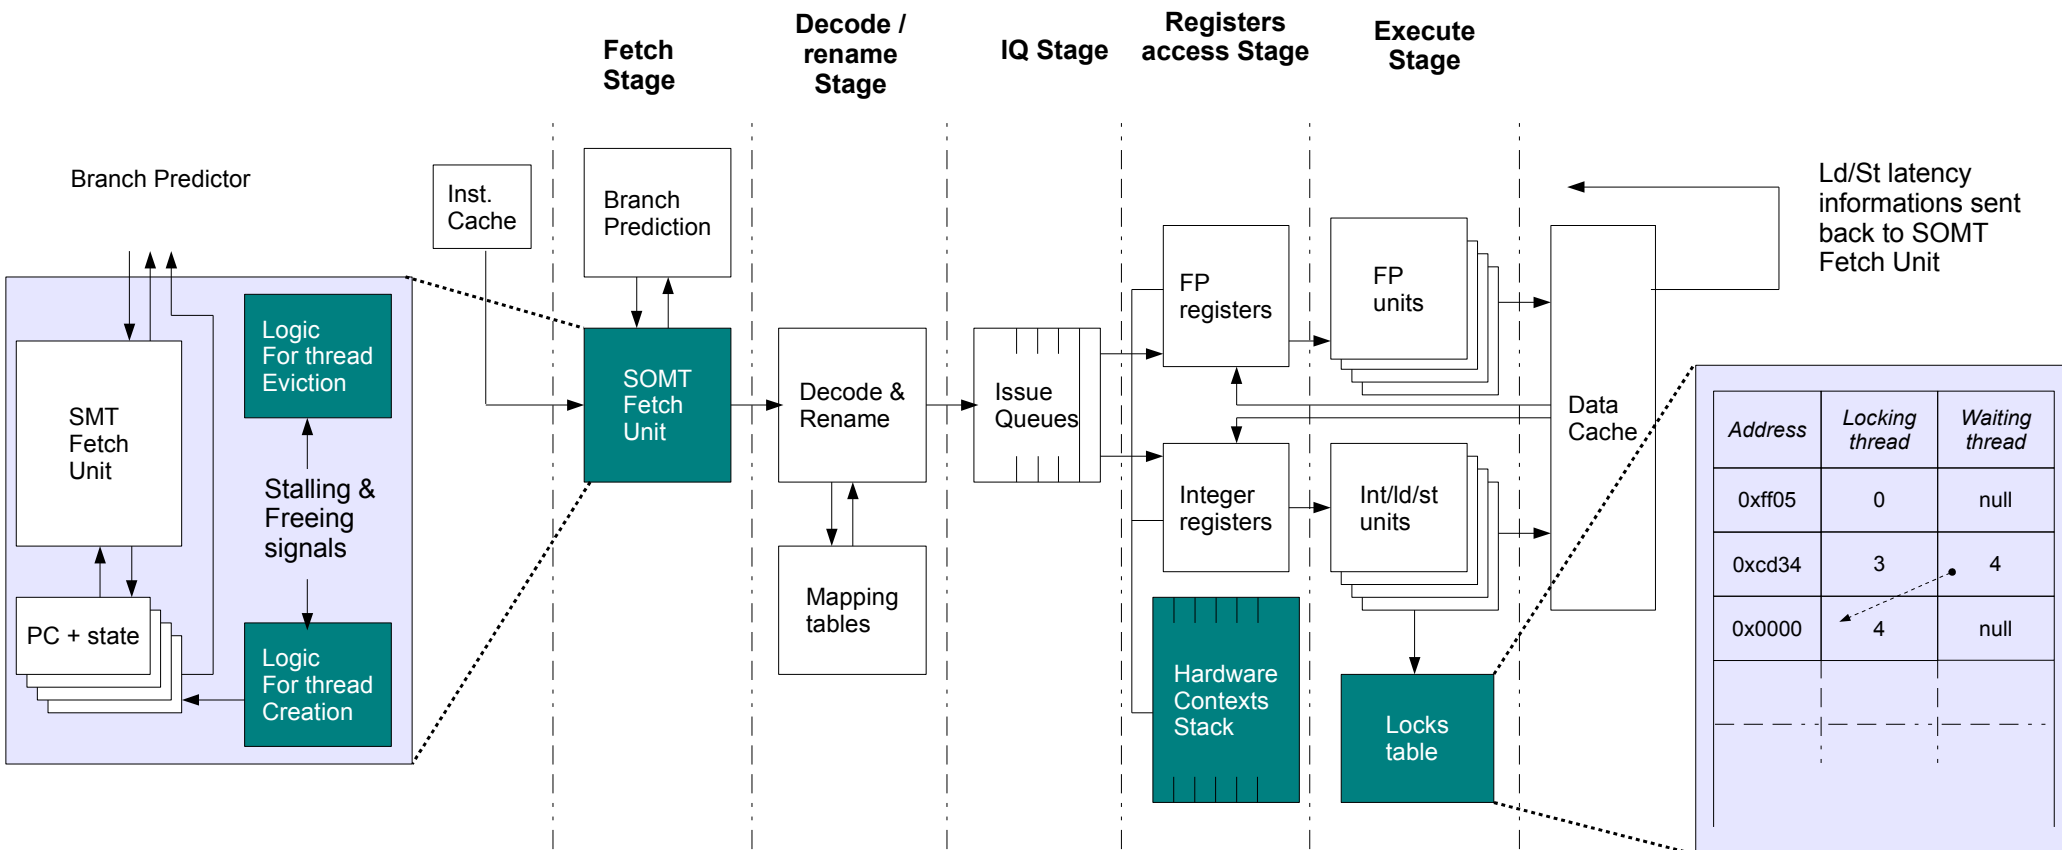 Fetch
Stage
Decode /
rename
Stage
IQ Stage
Registers
access Stage
Execute
Stage
Branch Predictor
Logic
For thread
Eviction
SMT
Fetch
Unit
Stalling &
Freeing
signals
PC + state
Logic
For thread
Creation
Inst.
Cache
Branch
Prediction
SOMT
Fetch
Unit
Decode &
Rename
Mapping
tables
Issue
Queues
FP
registers
Integer
registers
Hardware
Contexts
Stack
FP
units
Int/ld/st
units
Locks
table
Data
Cache
Ld/St latency
informations sent
back to SOMT
Fetch Unit
Address Locking thread Waiting thread
0xff05 0 null
0xcd34 3 4
0x0000 4 null